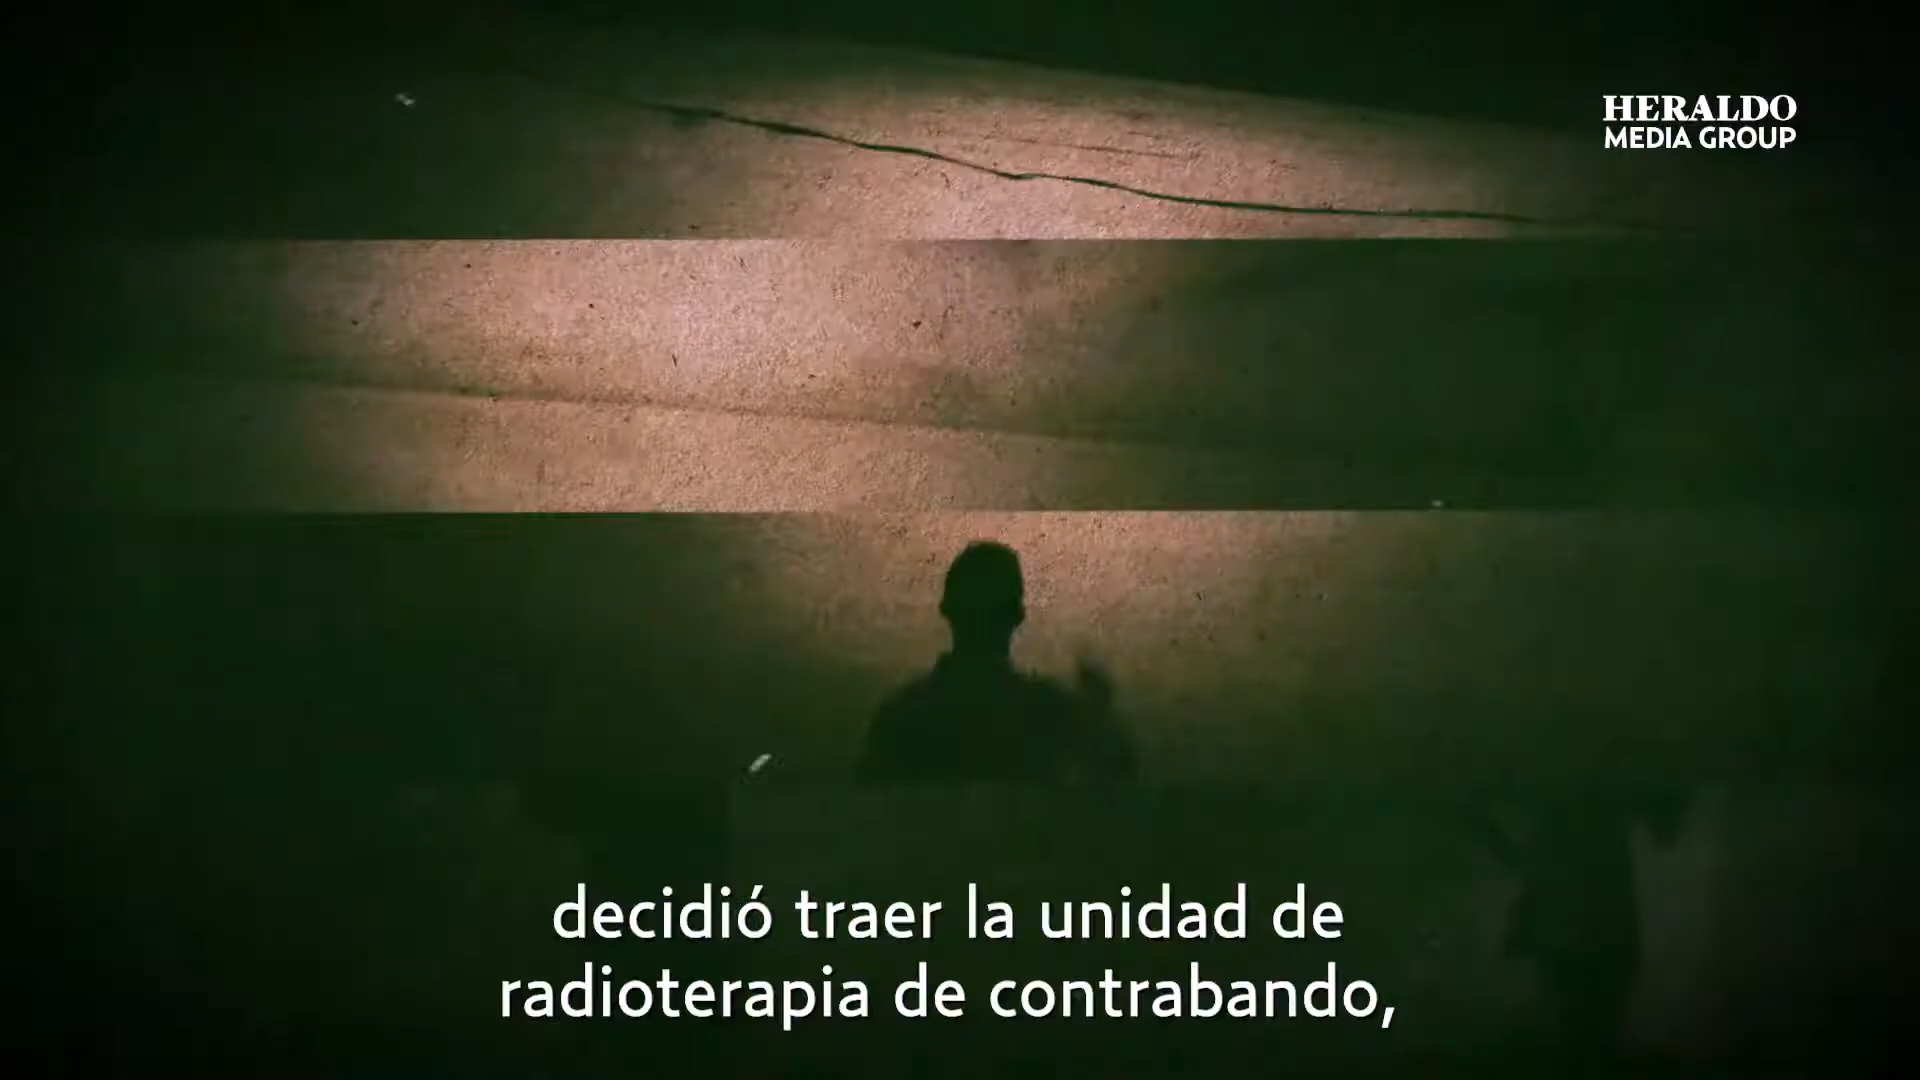 HERALDO
MEDIA GROUP
decidió traer la unidad de
radioterapia de contrabando,